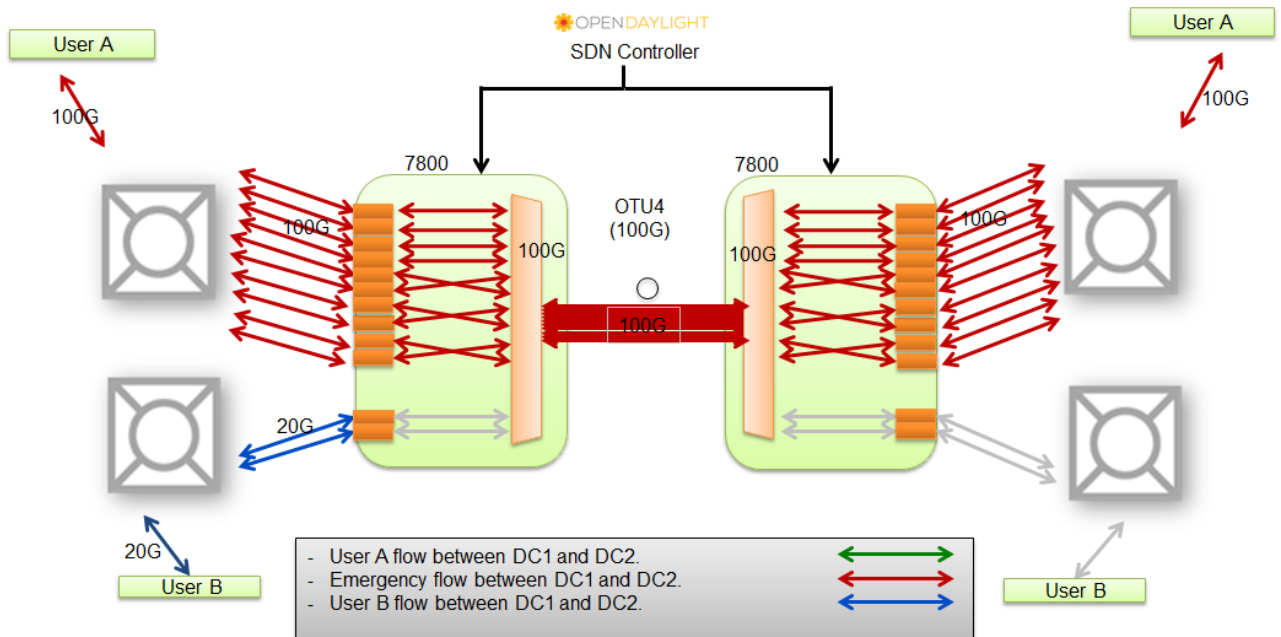 OPENDAYLIGHT
SDN Controller
User A
User A
100G
100G
7800
7800
OTU4
(100G)
100G
100G
100G
100G
100G
20G
20G
User B
User B
- User A flow between DC1 and DC2.
- Emergency flow between DC1 and DC2.
- User B flow between DC1 and DC2.